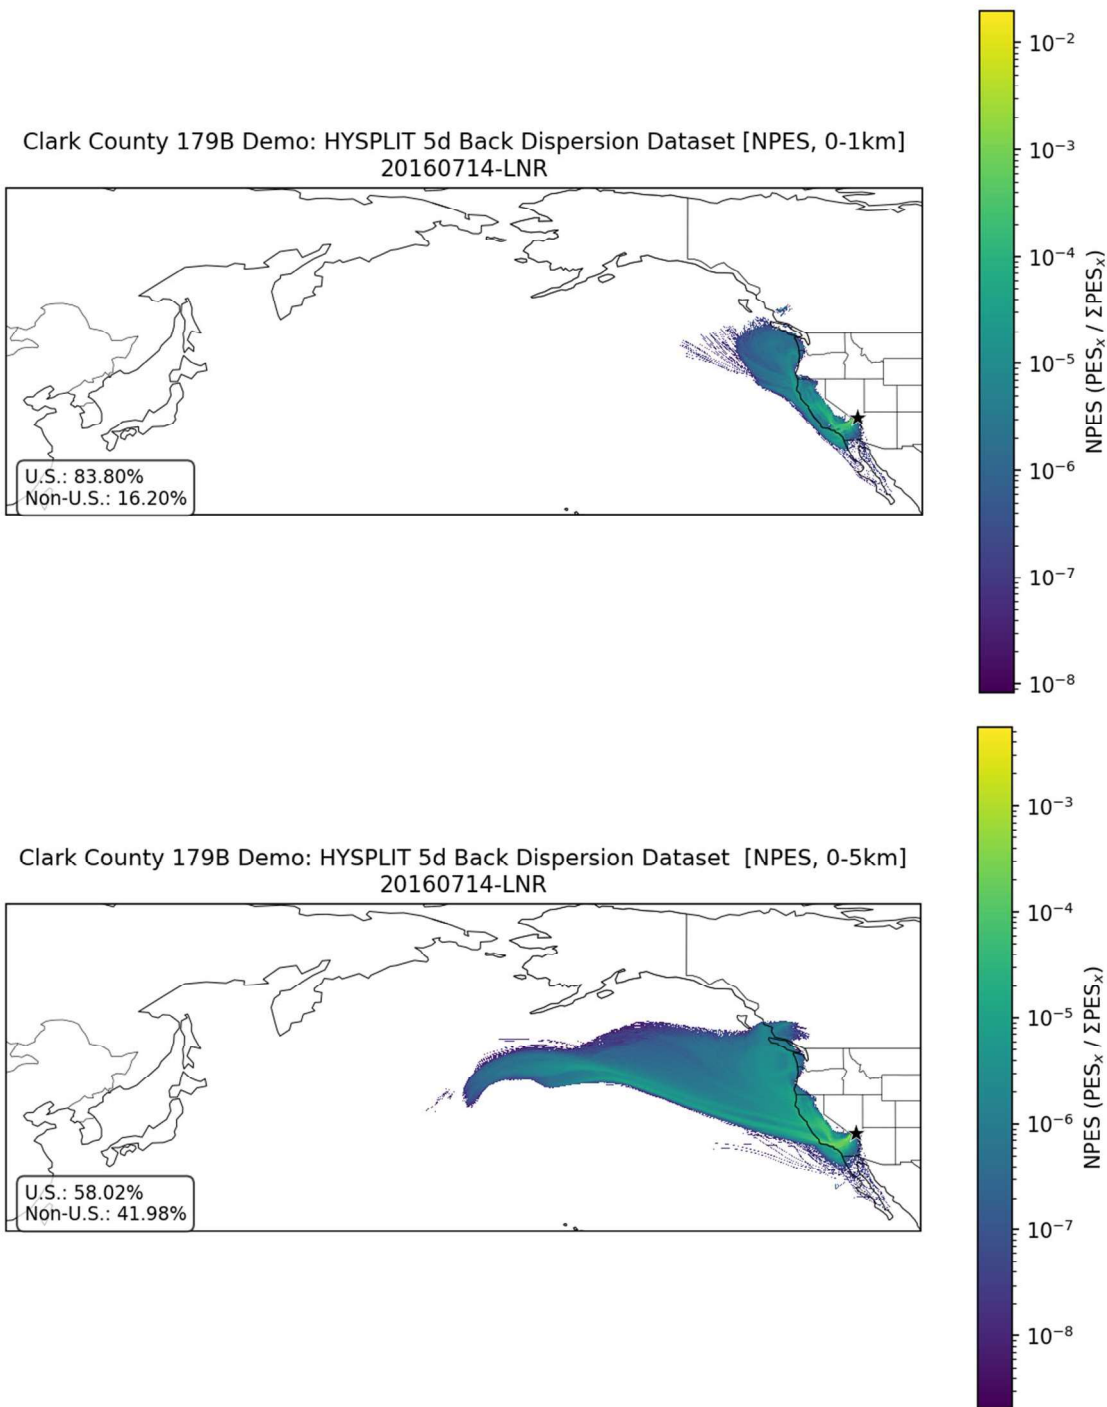 10⁻²
Clark County 179B Demo: HYSPLIT 5d Back Dispersion Dataset [NPES, 0-1km]
20160714-LNR
10⁻³
10⁻⁴
10⁻⁵
10⁻⁶
10⁻⁷
10⁻⁸
NPES (PESₓ / ΣPESₓ)
U.S.: 83.80%
Non-U.S.: 16.20%
Clark County 179B Demo: HYSPLIT 5d Back Dispersion Dataset [NPES, 0-5km]
20160714-LNR
10⁻³
10⁻⁴
10⁻⁵
10⁻⁶
10⁻⁷
10⁻⁸
NPES (PESₓ / ΣPESₓ)
U.S.: 58.02%
Non-U.S.: 41.98%